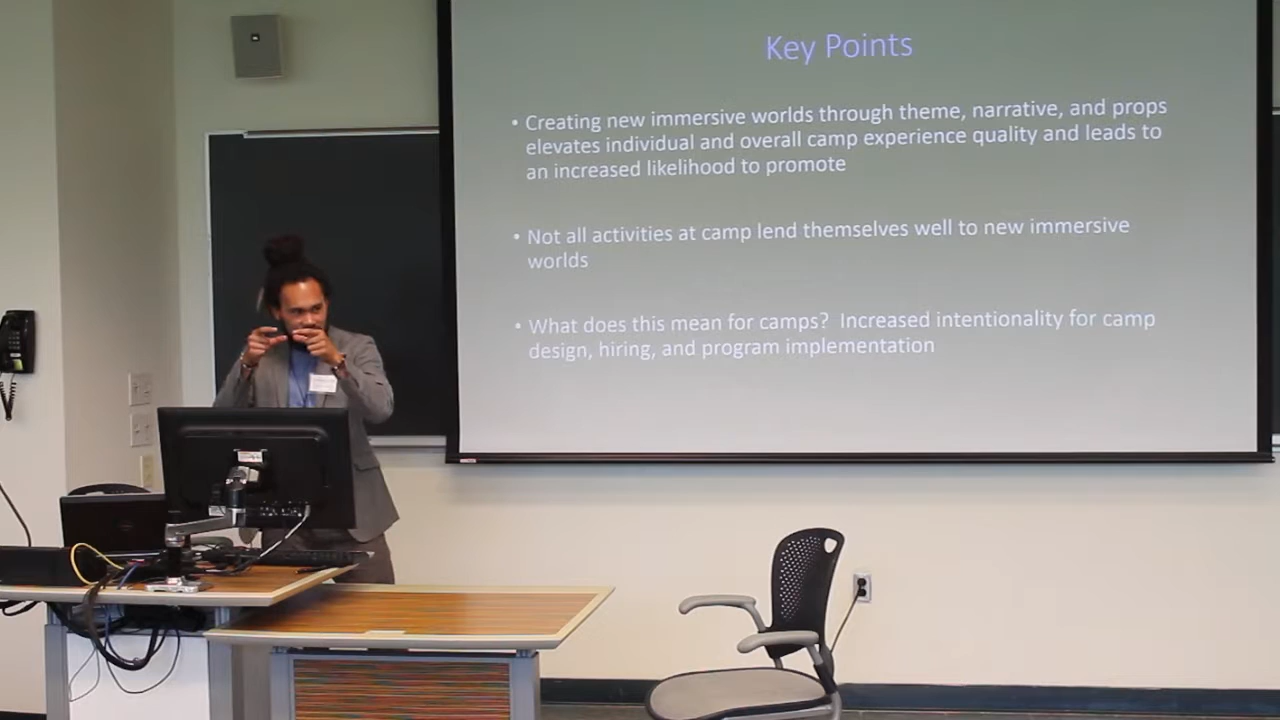 Key Points
• Creating new immersive worlds through theme, narrative, and props
elevates individual and overall camp experience quality and leads to
an increased likelihood to promote
• Not all activities at camp lend themselves well to new immersive
worlds
• What does this mean for camps?  Increased intentionality for camp
design, hiring, and program implementation